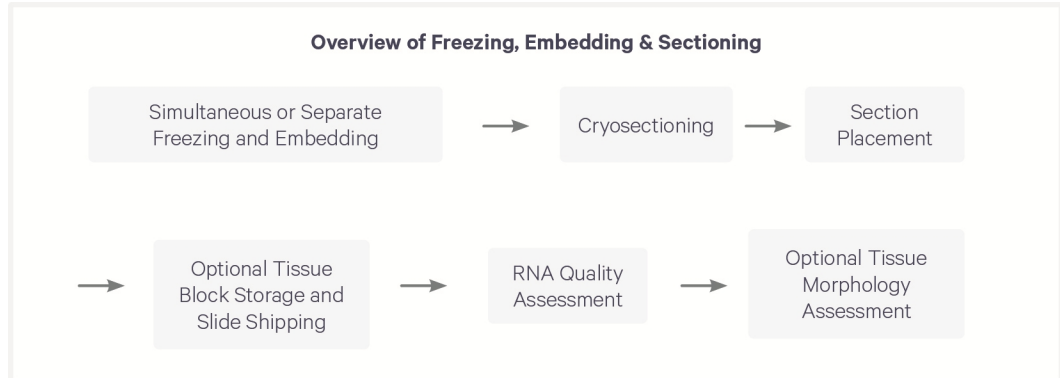 Overview of Freezing, Embedding & Sectioning
Simultaneous or Separate
Freezing and Embedding
Cryosectioning
Section
Placement
Optional Tissue
Block Storage and
Slide Shipping
RNA Quality
Assessment
Optional Tissue
Morphology
Assessment